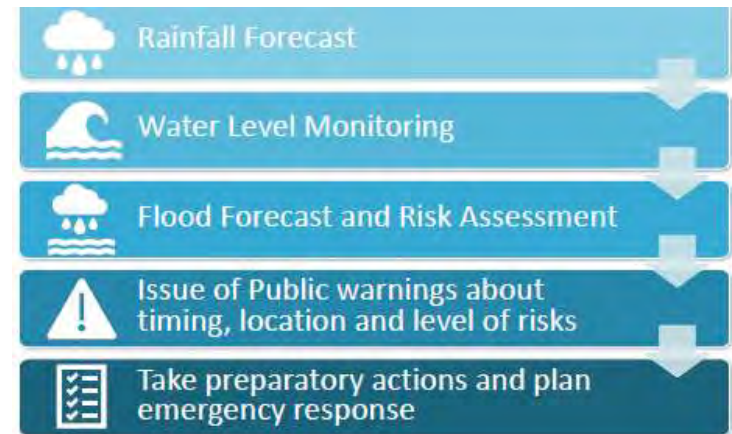 Rainfall Forecast
Water Level Monitoring
Flood Forecast and Risk Assessment
Issue of Public warnings about
timing, location and level of risks
Take preparatory actions and plan
emergency response